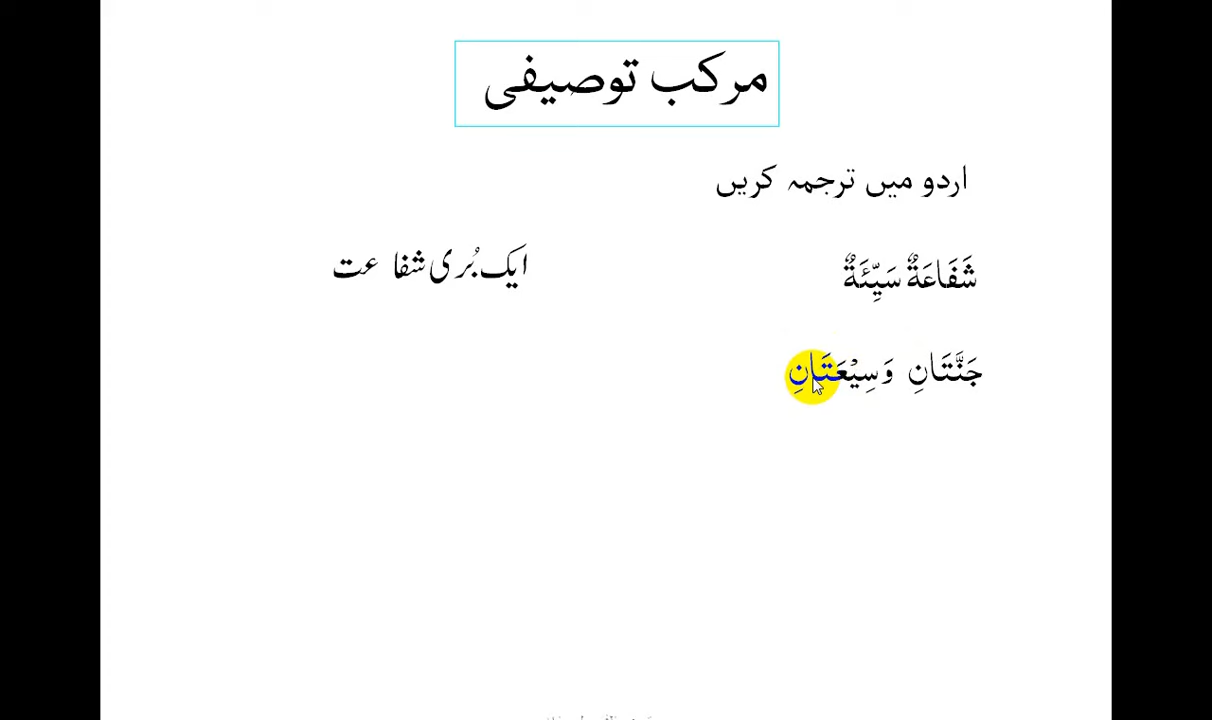 مرکب توصیفی
اردو میں ترجمہ کریں
شَفَاعَةٌ سَيِّئَةٌ ایک بُری شفا عت
جَنَّتَانِ وَسِيْعَتَانِ